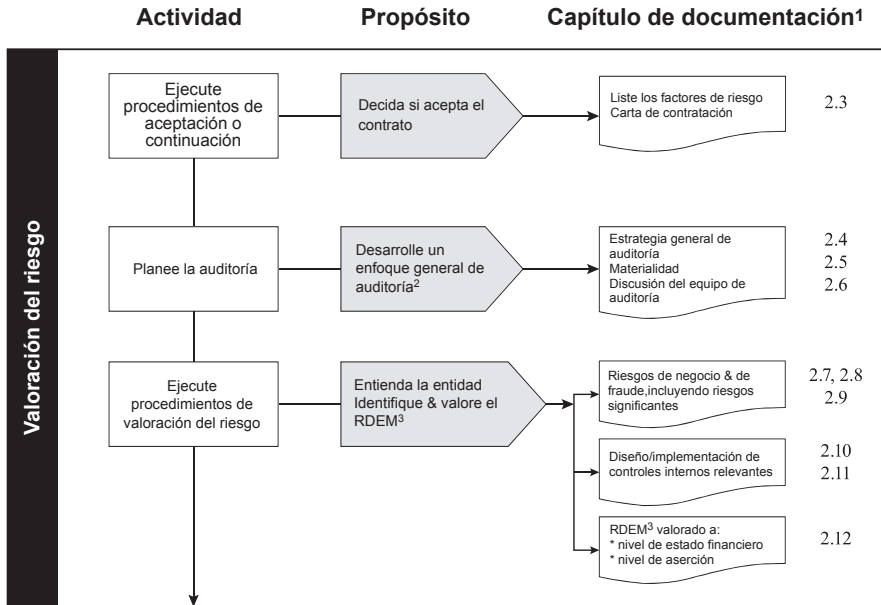 Actividad
Propósito
Capítulo de documentación¹
Valoración del riesgo
Ejecute
procedimientos de
aceptación o
continuación
Decida si acepta el
contrato
Liste los factores de riesgo
Carta de contratación
2.3
Planee la auditoría
Desarrolle un
enfoque general de
auditoría²
Estrategia general de
auditoría
Materialidad
Discusión del equipo de
auditoría
2.4
2.5
2.6
Ejecute
procedimientos de
valoración del riesgo
Entienda la entidad
Identifique & valore el
RDEM³
Riesgos de negocio & de
fraude,incluyendo riesgos
significantes
2.7, 2.8
2.9
Diseño/implementación de
controles internos relevantes
2.10
2.11
RDEM³ valorado a:
* nivel de estado financiero
* nivel de aserción
2.12